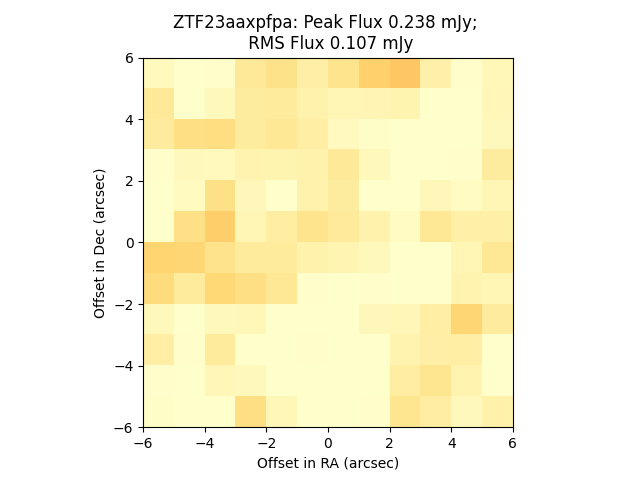 ZTF23aaxpfpa: Peak Flux 0.238 mJy;
RMS Flux 0.107 mJy
6
4
2
0
−2
−4
−6
Offset in Dec (arcsec)
−6 −4 −2 0 2 4 6
Offset in RA (arcsec)